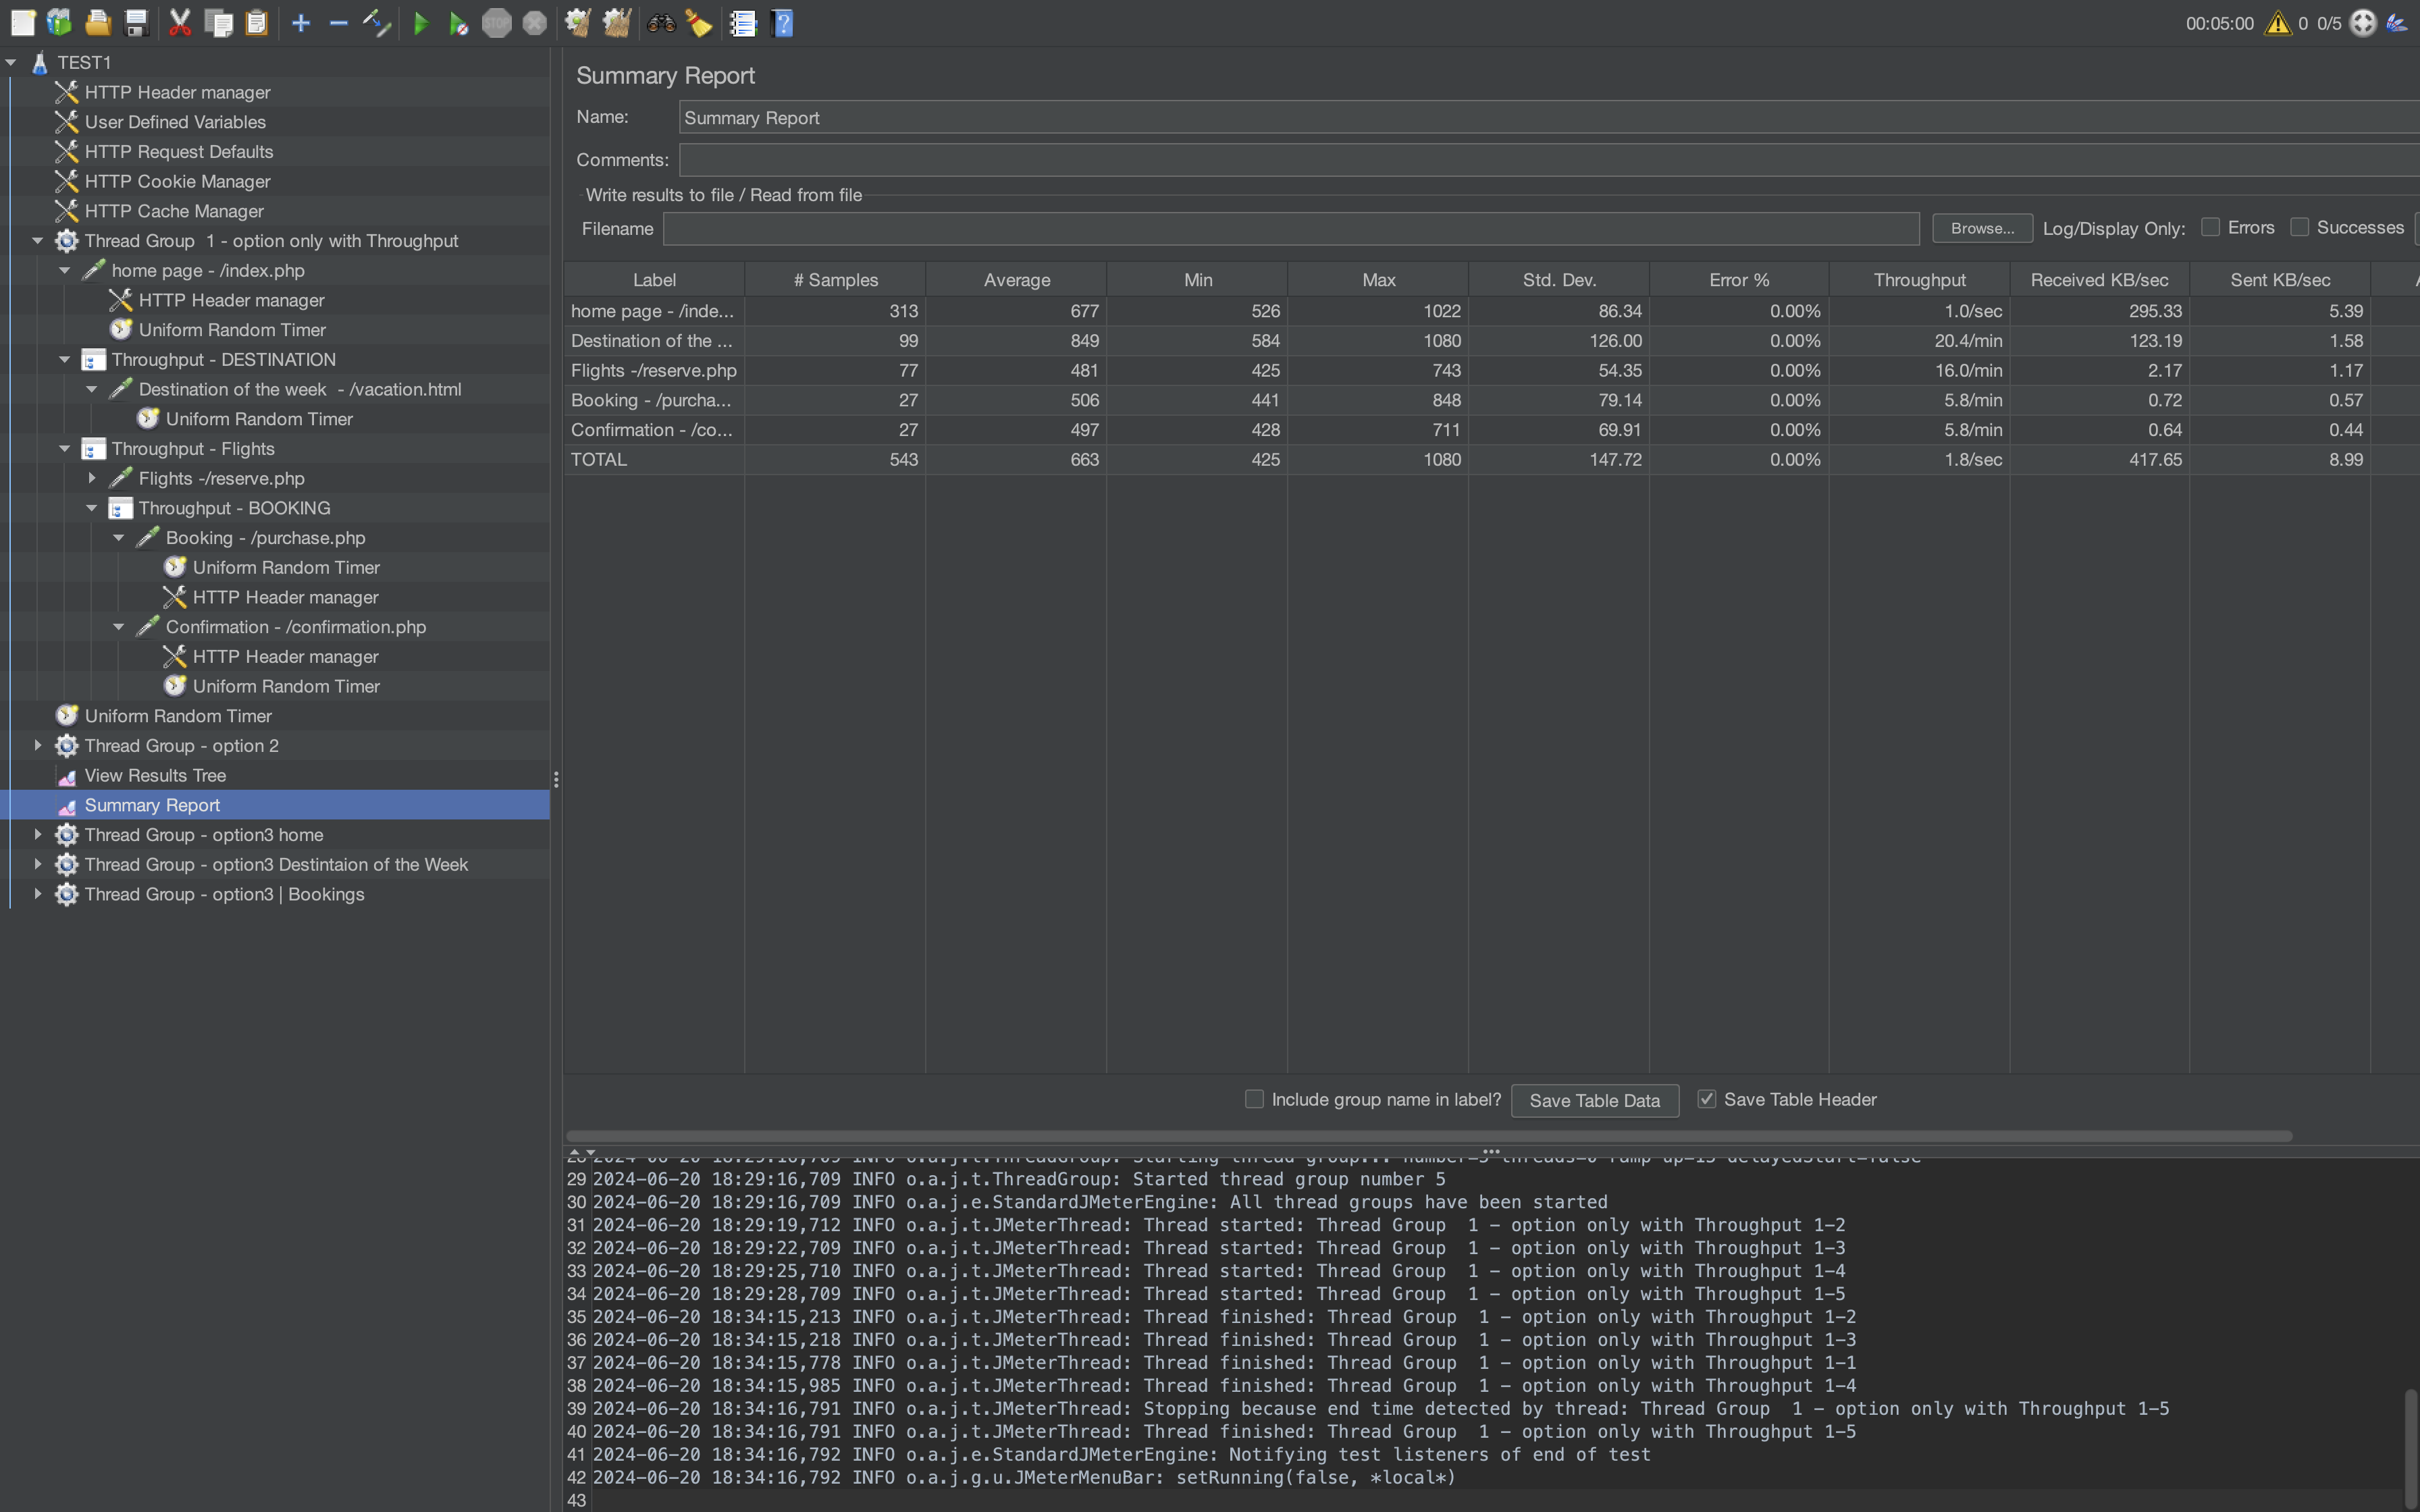 STOP
00:05:00 0 0/5
TEST1
HTTP Header manager
User Defined Variables
HTTP Request Defaults
HTTP Cookie Manager
HTTP Cache Manager
Thread Group  1 - option only with Throughput
home page - /index.php
HTTP Header manager
Uniform Random Timer
Throughput - DESTINATION
Destination of the week  - /vacation.html
Uniform Random Timer
Throughput - Flights
Flights -/reserve.php
Throughput - BOOKING
Booking - /purchase.php
Uniform Random Timer
HTTP Header manager
Confirmation - /confirmation.php
HTTP Header manager
Uniform Random Timer
Uniform Random Timer
Thread Group - option 2
View Results Tree
Summary Report
Thread Group - option3 home
Thread Group - option3 Destintaion of the Week
Thread Group - option3 | Bookings
Summary Report
Name: Summary Report
Comments:
Write results to file / Read from file
Filename Browse... Log/Display Only: Errors Successes
Label # Samples Average Min Max Std. Dev. Error % Throughput Received KB/sec Sent KB/sec
home page - /inde... 313 677 526 1022 86.34 0.00% 1.0/sec 295.33 5.39
Destination of the ... 99 849 584 1080 126.00 0.00% 20.4/min 123.19 1.58
Flights -/reserve.php 77 481 425 743 54.35 0.00% 16.0/min 2.17 1.17
Booking - /purcha... 27 506 441 848 79.14 0.00% 5.8/min 0.72 0.57
Confirmation - /co... 27 497 428 711 69.91 0.00% 5.8/min 0.64 0.44
TOTAL 543 663 425 1080 147.72 0.00% 1.8/sec 417.65 8.99
Include group name in label? Save Table Data Save Table Header
28 2024-06-20 18:29:16,709 INFO o.a.j.t.ThreadGroup: Starting thread group... number=5 threads=0 ramp-up=15 delayedStart=false
29 2024-06-20 18:29:16,709 INFO o.a.j.t.ThreadGroup: Started thread group number 5
30 2024-06-20 18:29:16,709 INFO o.a.j.e.StandardJMeterEngine: All thread groups have been started
31 2024-06-20 18:29:19,712 INFO o.a.j.t.JMeterThread: Thread started: Thread Group  1 - option only with Throughput 1-2
32 2024-06-20 18:29:22,709 INFO o.a.j.t.JMeterThread: Thread started: Thread Group  1 - option only with Throughput 1-3
33 2024-06-20 18:29:25,710 INFO o.a.j.t.JMeterThread: Thread started: Thread Group  1 - option only with Throughput 1-4
34 2024-06-20 18:29:28,709 INFO o.a.j.t.JMeterThread: Thread started: Thread Group  1 - option only with Throughput 1-5
35 2024-06-20 18:34:15,213 INFO o.a.j.t.JMeterThread: Thread finished: Thread Group  1 - option only with Throughput 1-2
36 2024-06-20 18:34:15,218 INFO o.a.j.t.JMeterThread: Thread finished: Thread Group  1 - option only with Throughput 1-3
37 2024-06-20 18:34:15,778 INFO o.a.j.t.JMeterThread: Thread finished: Thread Group  1 - option only with Throughput 1-1
38 2024-06-20 18:34:15,985 INFO o.a.j.t.JMeterThread: Thread finished: Thread Group  1 - option only with Throughput 1-4
39 2024-06-20 18:34:16,791 INFO o.a.j.t.JMeterThread: Stopping because end time detected by thread: Thread Group  1 - option only with Throughput 1-5
40 2024-06-20 18:34:16,791 INFO o.a.j.t.JMeterThread: Thread finished: Thread Group  1 - option only with Throughput 1-5
41 2024-06-20 18:34:16,792 INFO o.a.j.e.StandardJMeterEngine: Notifying test listeners of end of test
42 2024-06-20 18:34:16,792 INFO o.a.j.g.u.JMeterMenuBar: setRunning(false, *local*)
43